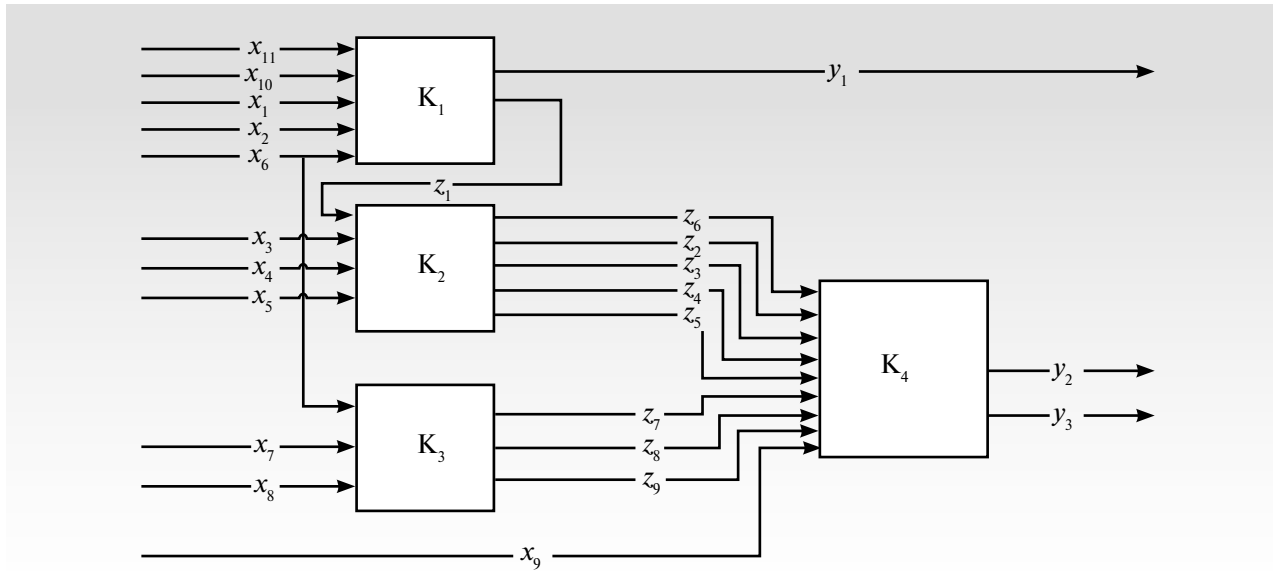 x₁₁
x₁₀
K₁
y₁
x₁
x₂
x₆
z₁
x₃
x₄
x₅
K₂
z₆
z₂
z₃
z₄
z₅
K₄
y₂
y₃
x₇
x₈
K₃
z₇
z₈
z₉
x₉